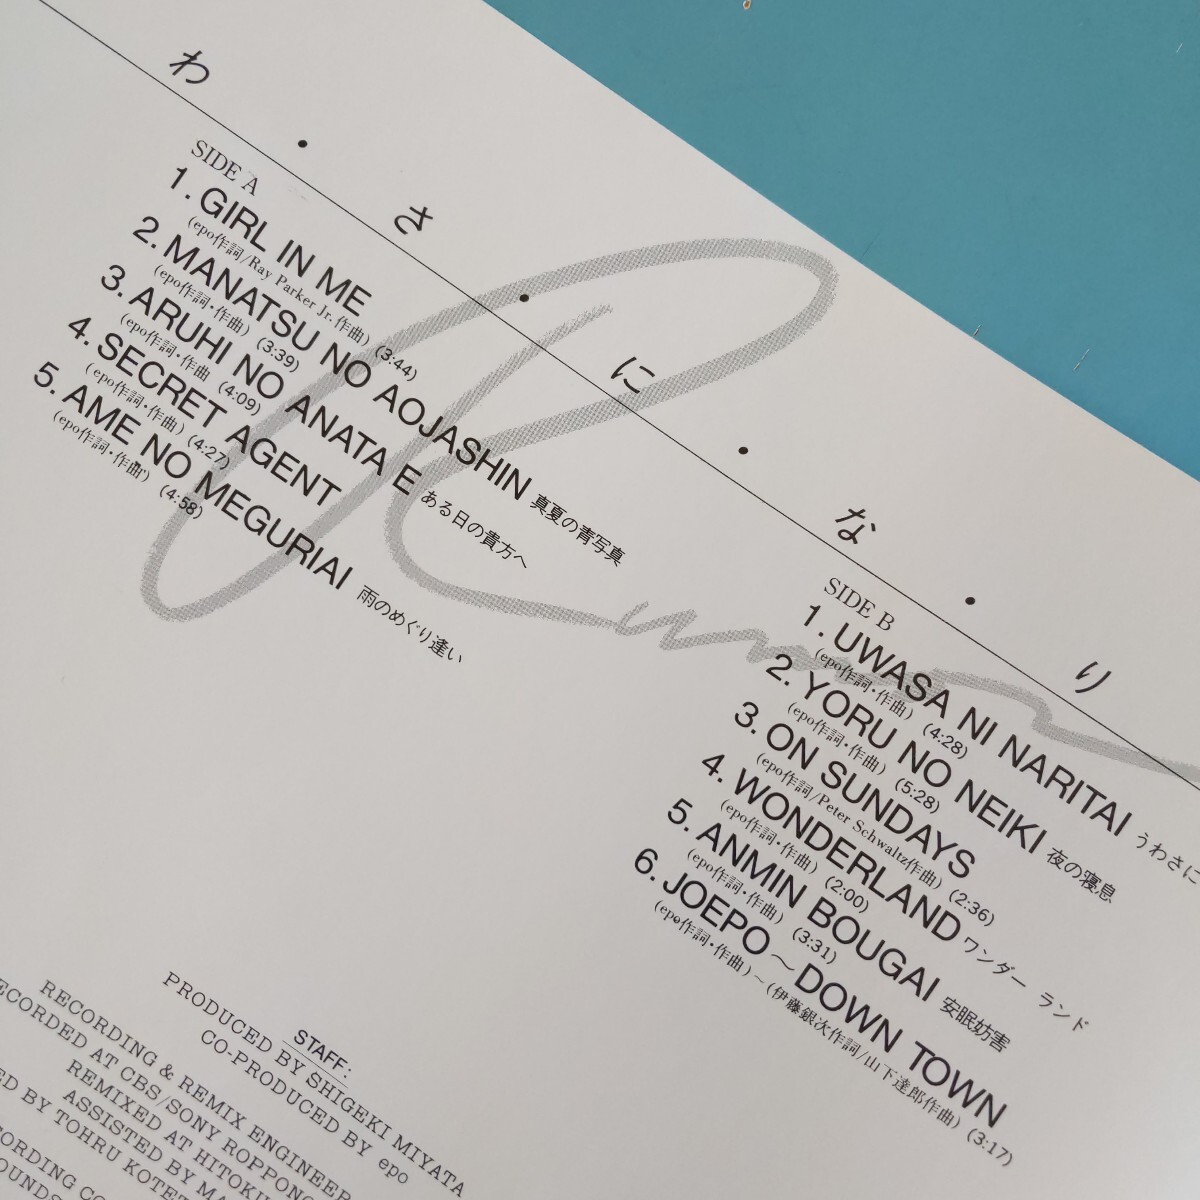 わ・さ・に・な・り
SIDE A
1. GIRL IN ME
(epo作詞/Ray Parker Jr.作曲) (3:44)
2. MANATSU NO AOJASHIN 真夏の青写真
(epo作詞・作曲) (3:39)
3. ARUHI NO ANATA E ある日の貴方へ
(epo作詞・作曲 (4:09)
4. SECRET AGENT
(epo作詞・作曲) (4:27)
5. AME NO MEGURIAI 雨のめぐり逢い
(epo作詞・作曲) (4:58)
SIDE B
1. UWASA NI NARITAI うわさに
(epo作詞・作曲) (4:28)
2. YORU NO NEIKI 夜の寝息
(epo作詞・作曲) (5:28)
3. ON SUNDAYS
(epo作詞/Peter Schwaltz作曲) (2:36)
4. WONDERLAND ワンダー ランド
(epo作詞・作曲) (2:00)
5. ANMIN BOUGAI 安眠妨害
(epo作詞・作曲) (3:31)
6. JOEPO～DOWN TOWN
(epo作詞・作曲)～(伊藤銀次作詞/山下達郎作曲) (3:17)
STAFF:
PRODUCED BY SHIGEKI MIYATA
CO-PRODUCED BY epo
RECORDING & REMIX ENGINEER
ECORDED AT CBS/SONY ROPPONG
REMIXED AT HITOKU
ASSISTED BY MA
ED BY TOHRU KOTET
ORDING CO
OUNDS